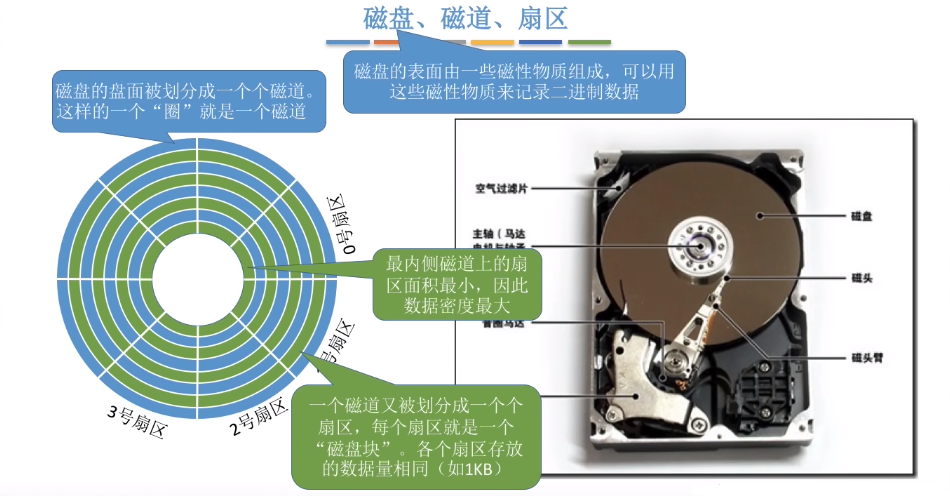 磁盘、磁道、扇区
磁盘的表面由一些磁性物质组成，可以用
这些磁性物质来记录二进制数据
磁盘的盘面被划分成一个个磁道。
这样的一个“圈”就是一个磁道
0号扇区
号扇区
2号扇区
3号扇区
最内侧磁道上的扇
区面积最小，因此
数据密度最大
一个磁道又被划分成一个个
扇区，每个扇区就是一个
“磁盘块”。各个扇区存放
的数据量相同（如1KB）
空气过滤片
主轴（马达
音圈马达
磁盘
磁头
磁头臂